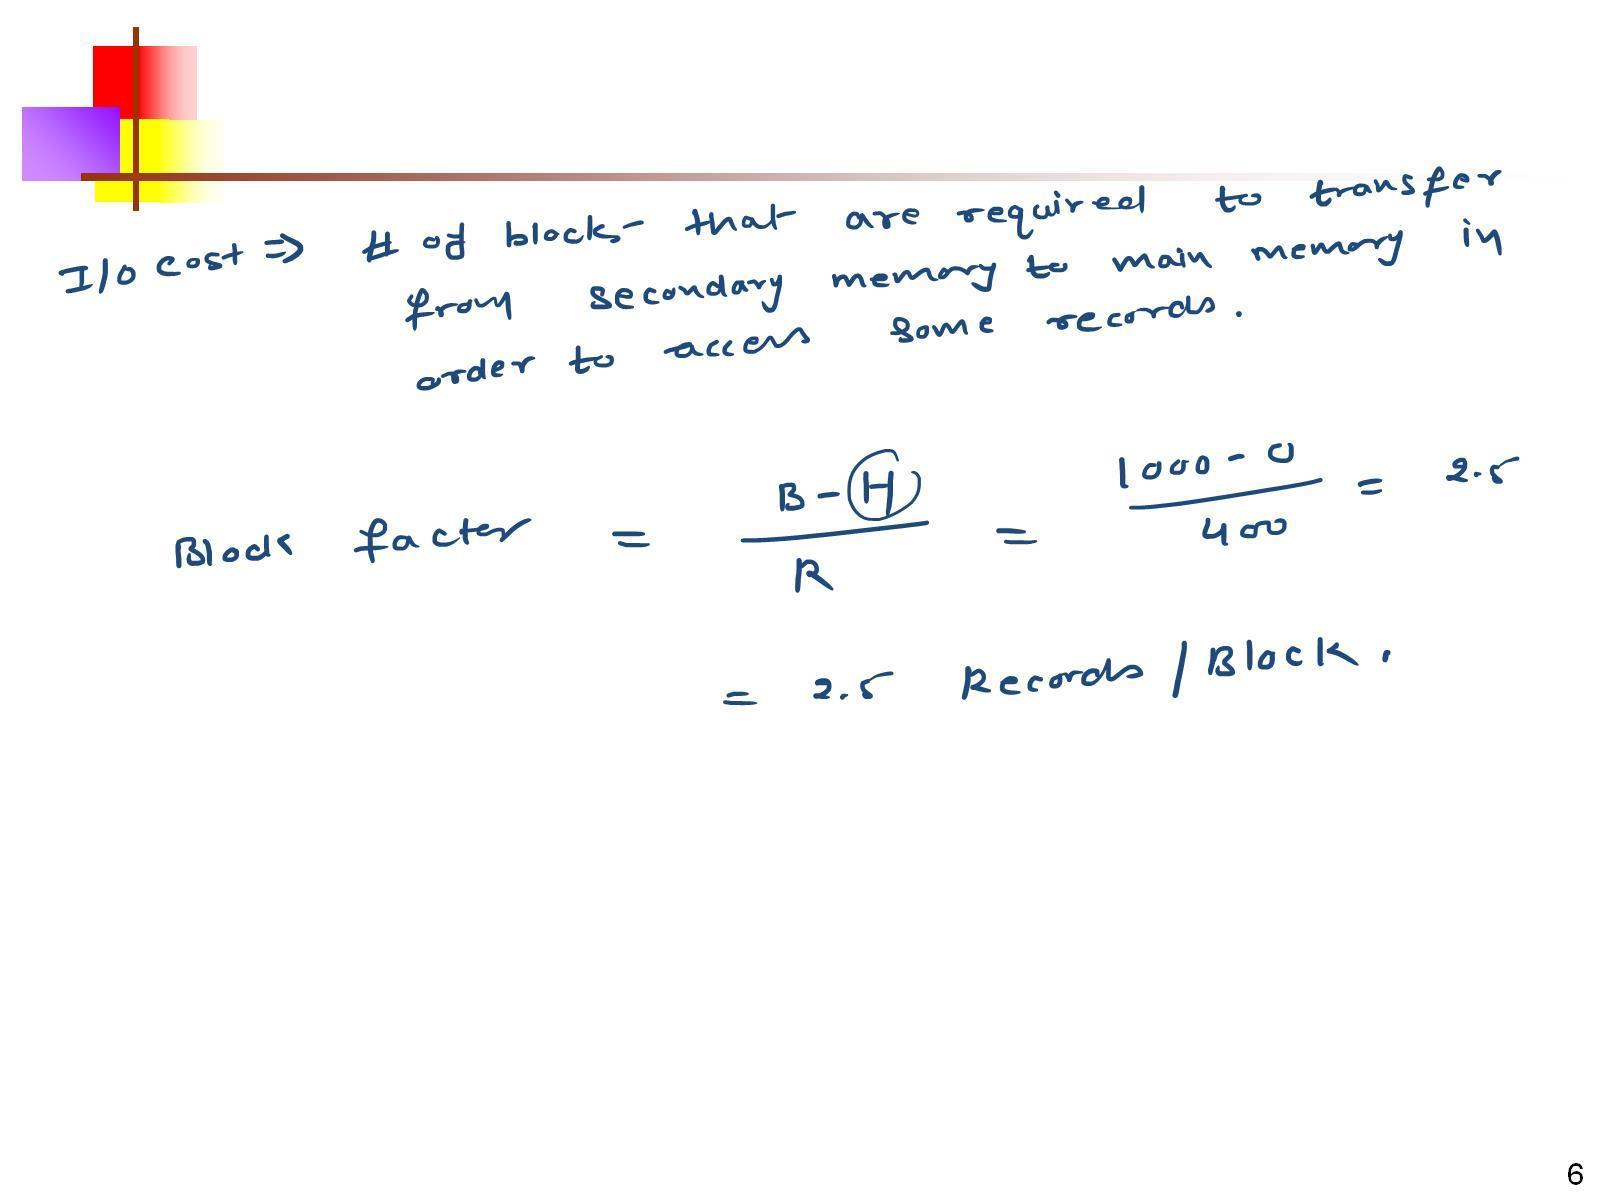 I/O cost ⇒ # of blocks that are required to transfer
from secondary memory to main memory in
order to access some records.
Block factor = B - H / R = 1000 - 0 / 400 = 2.5
= 2.5 Records / Block.
6